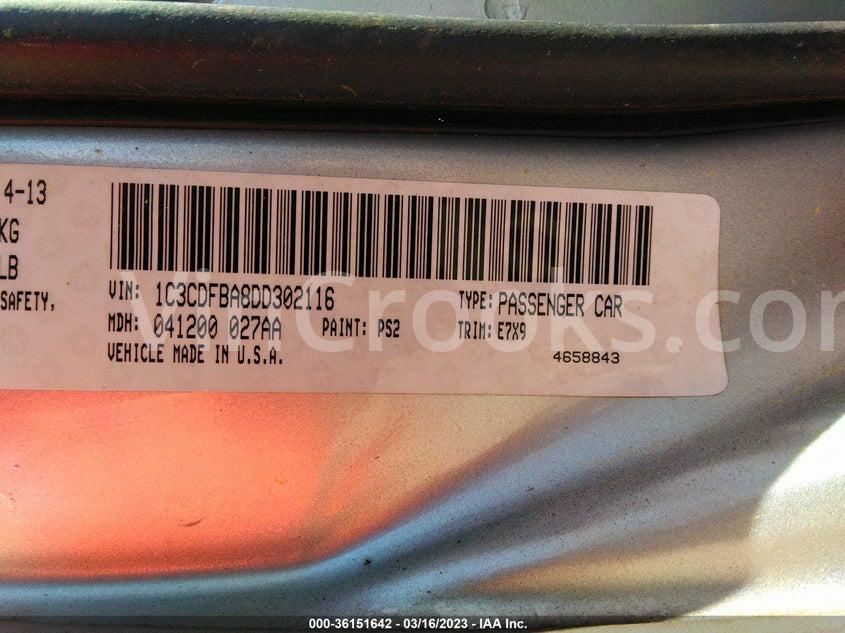 4-13
KG
LB
SAFETY,
VIN: 1C3CDFBA8DD302116 TYPE: PASSENGER CAR
MDH: 041200 027AA PAINT: PS2 TRIM: E7X9
VEHICLE MADE IN U.S.A. 4658843
VinCrooks.com
000-36151642 - 03/16/2023 - IAA Inc.